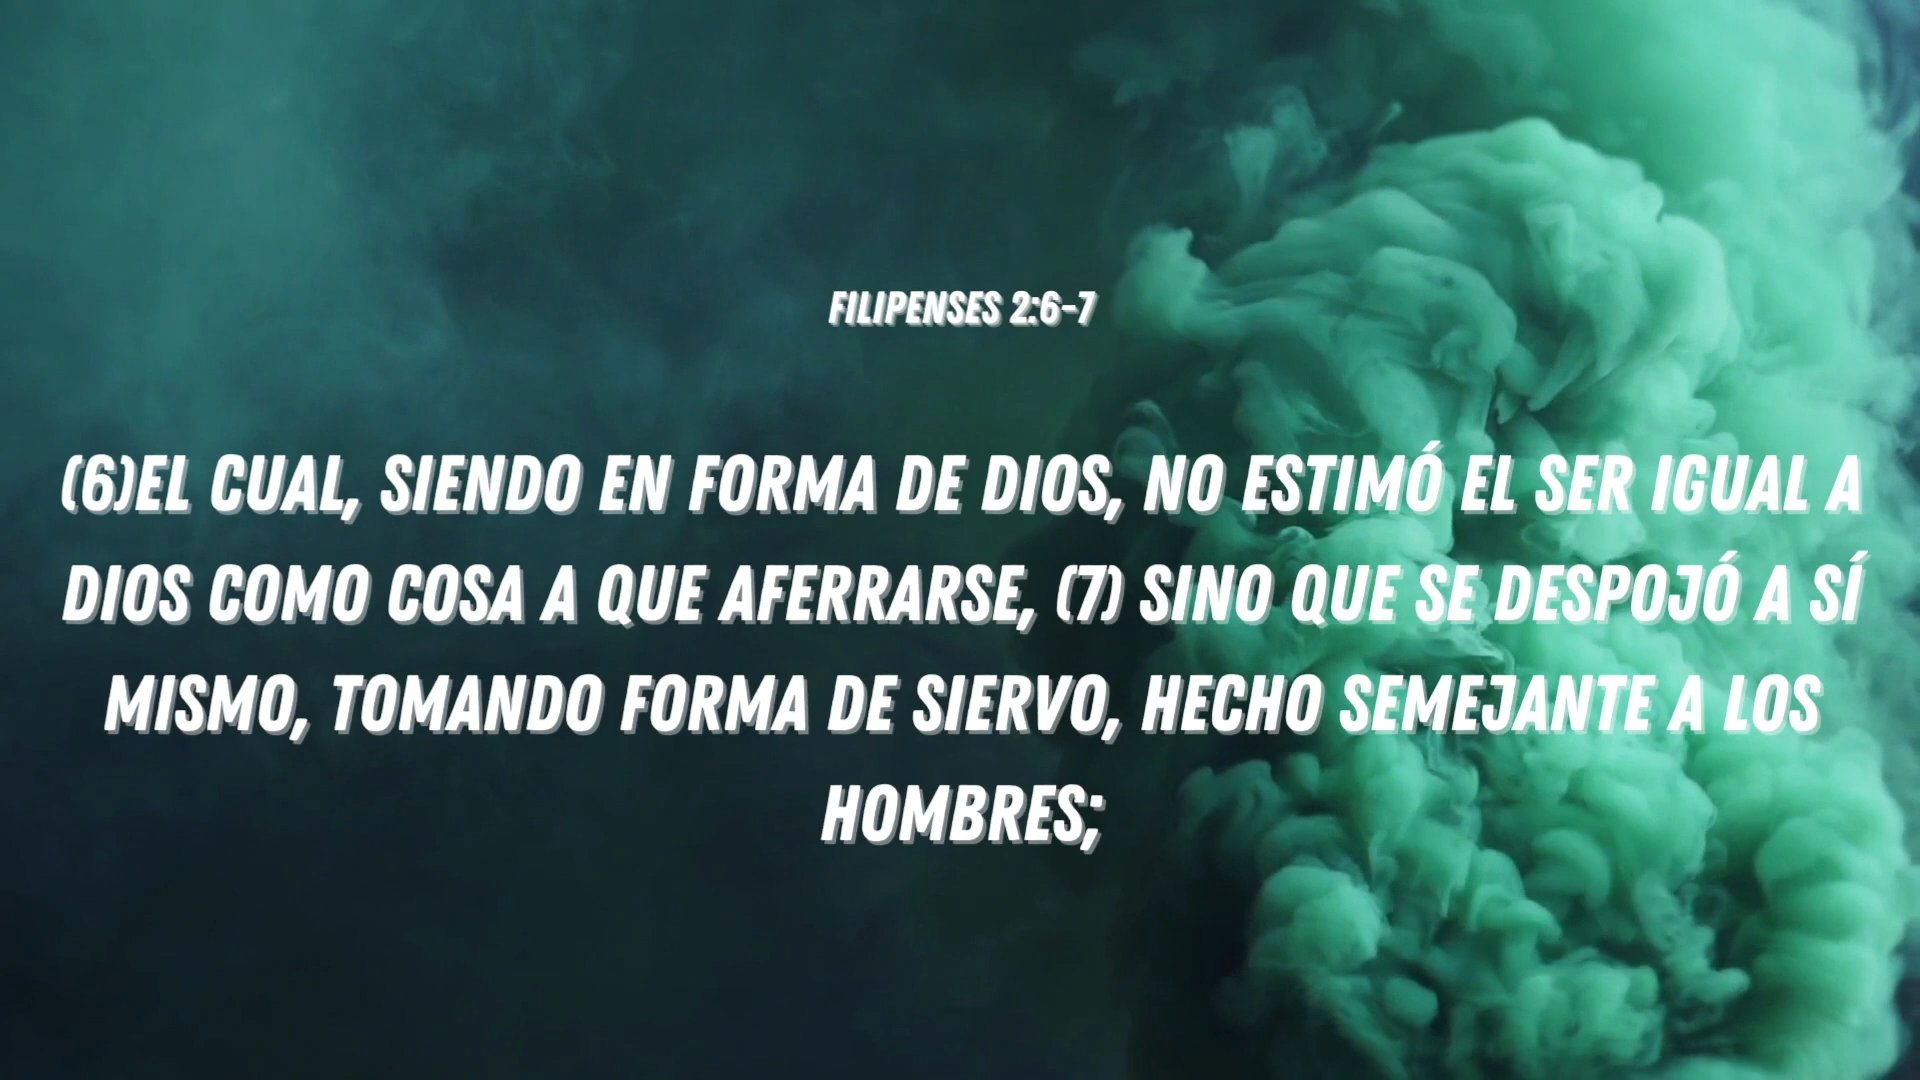 FILIPENSES 2:6-7
(6)EL CUAL, SIENDO EN FORMA DE DIOS, NO ESTIMÓ EL SER IGUAL A
DIOS COMO COSA A QUE AFERRARSE, (7) SINO QUE SE DESPOJÓ A SÍ
MISMO, TOMANDO FORMA DE SIERVO, HECHO SEMEJANTE A LOS
HOMBRES;